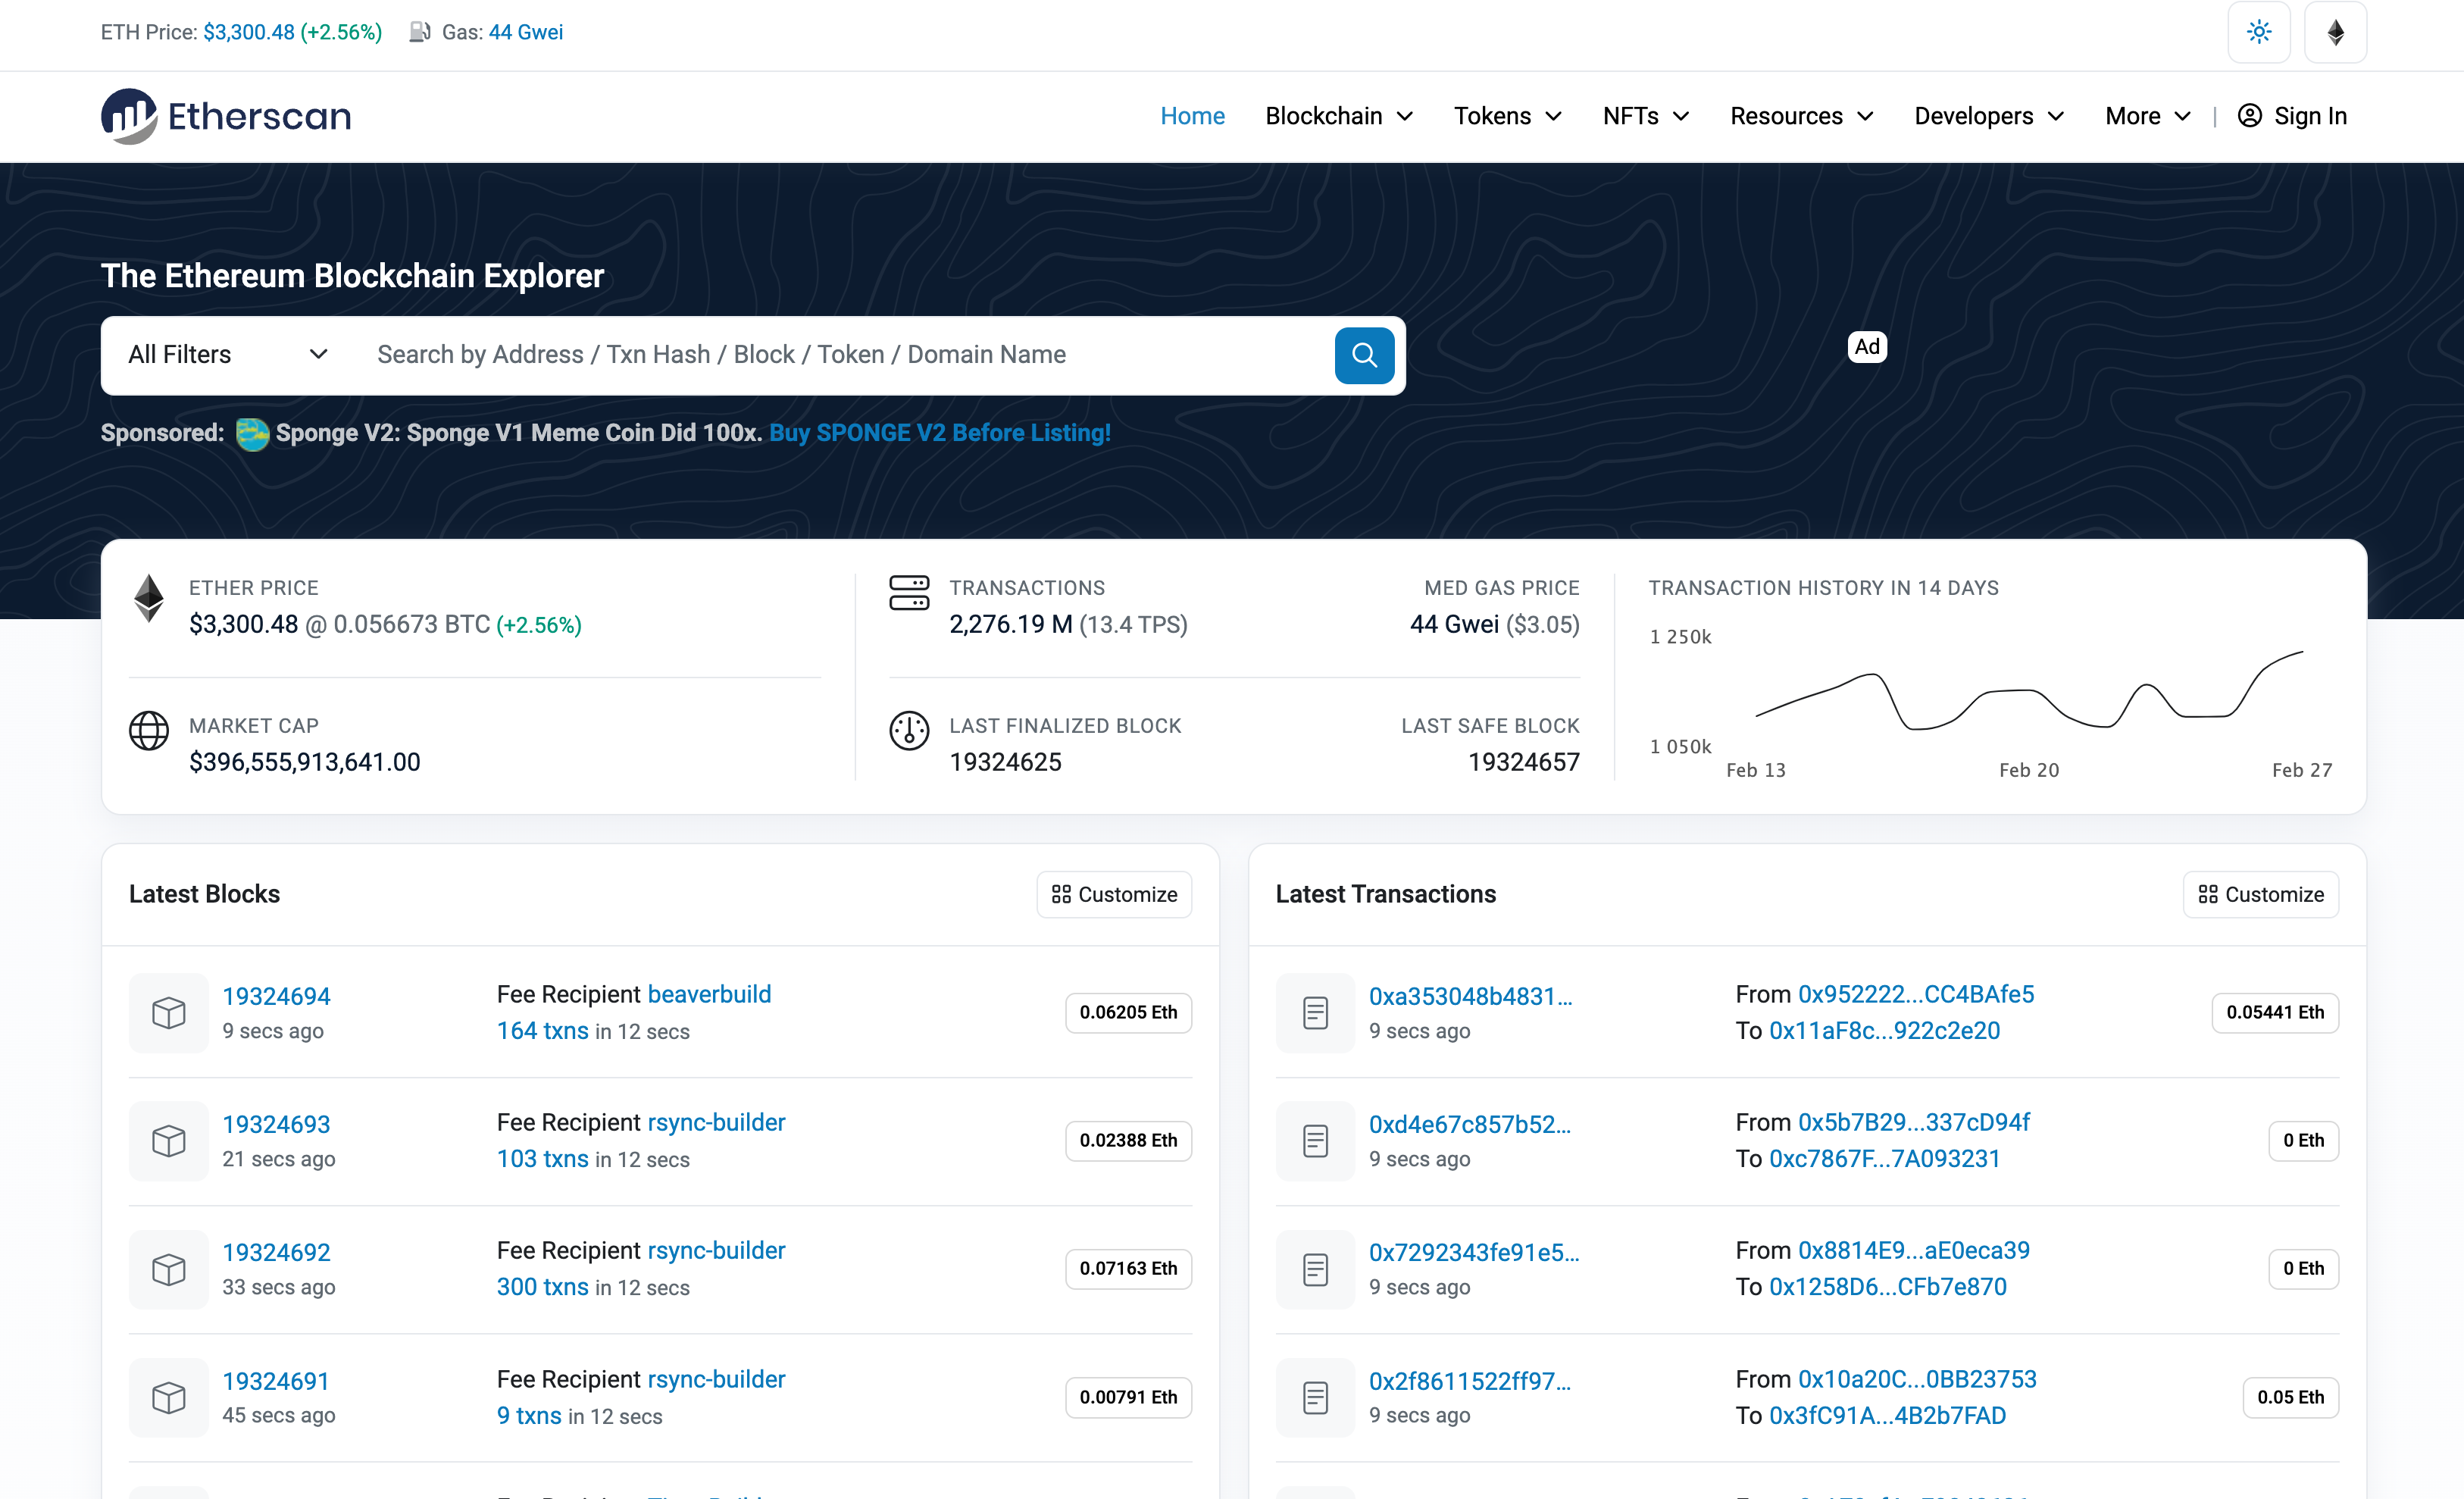 ETH Price: $3,300.48 (+2.56%) Gas: 44 Gwei
Etherscan
Home Blockchain Tokens NFTs Resources Developers More | Sign In
The Ethereum Blockchain Explorer
All Filters Search by Address / Txn Hash / Block / Token / Domain Name
Ad
Sponsored: Sponge V2: Sponge V1 Meme Coin Did 100x. Buy SPONGE V2 Before Listing!
ETHER PRICE
$3,300.48 @ 0.056673 BTC (+2.56%)
MARKET CAP
$396,555,913,641.00
TRANSACTIONS
2,276.19 M (13.4 TPS)
MED GAS PRICE
44 Gwei ($3.05)
LAST FINALIZED BLOCK
19324625
LAST SAFE BLOCK
19324657
TRANSACTION HISTORY IN 14 DAYS
1 250k
1 050k
Feb 13 Feb 20 Feb 27
Latest Blocks
Customize
19324694
9 secs ago
Fee Recipient beaverbuild
164 txns in 12 secs
0.06205 Eth
19324693
21 secs ago
Fee Recipient rsync-builder
103 txns in 12 secs
0.02388 Eth
19324692
33 secs ago
Fee Recipient rsync-builder
300 txns in 12 secs
0.07163 Eth
19324691
45 secs ago
Fee Recipient rsync-builder
9 txns in 12 secs
0.00791 Eth
Latest Transactions
Customize
0xa353048b4831...
9 secs ago
From 0x952222...CC4BAfe5
To 0x11aF8c...922c2e20
0.05441 Eth
0xd4e67c857b52...
9 secs ago
From 0x5b7B29...337cD94f
To 0xc7867F...7A093231
0 Eth
0x7292343fe91e5...
9 secs ago
From 0x8814E9...aE0eca39
To 0x1258D6...CFb7e870
0 Eth
0x2f8611522ff97...
9 secs ago
From 0x10a20C...0BB23753
To 0x3fC91A...4B2b7FAD
0.05 Eth